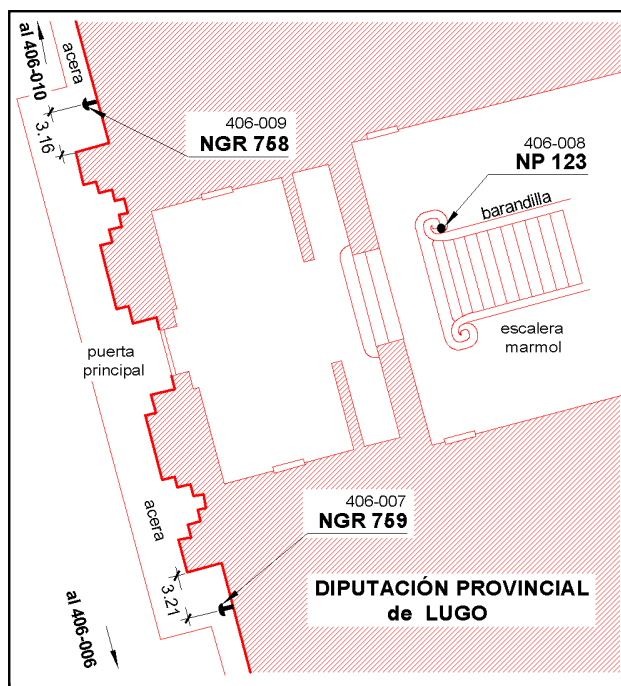 al 406-010
acera
3.16
406-009
NGR 758
406-008
NP 123
barandilla
escalera
marmol
puerta
principal
acera
406-007
NGR 759
3.21
DIPUTACIÓN PROVINCIAL
de LUGO
al 406-006